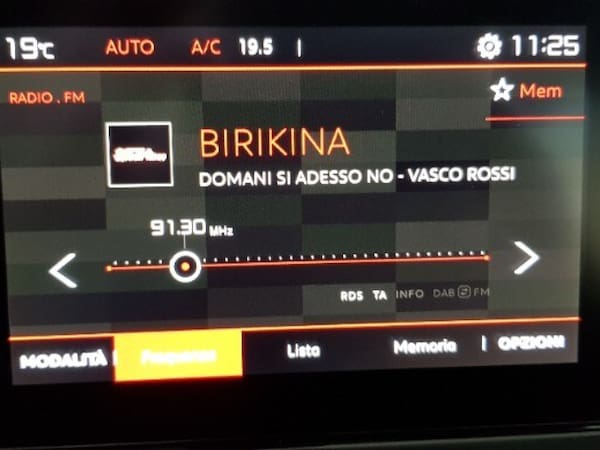 19°C AUTO A/C 19.5 | 11:25
RADIO . FM
Mem
BIRIKINA
DOMANI SI ADESSO NO - VASCO ROSSI
91.30 MHz
RDS TA INFO DAB FM
MODALITÀ Frequenza Lista Memoria OPZIONI